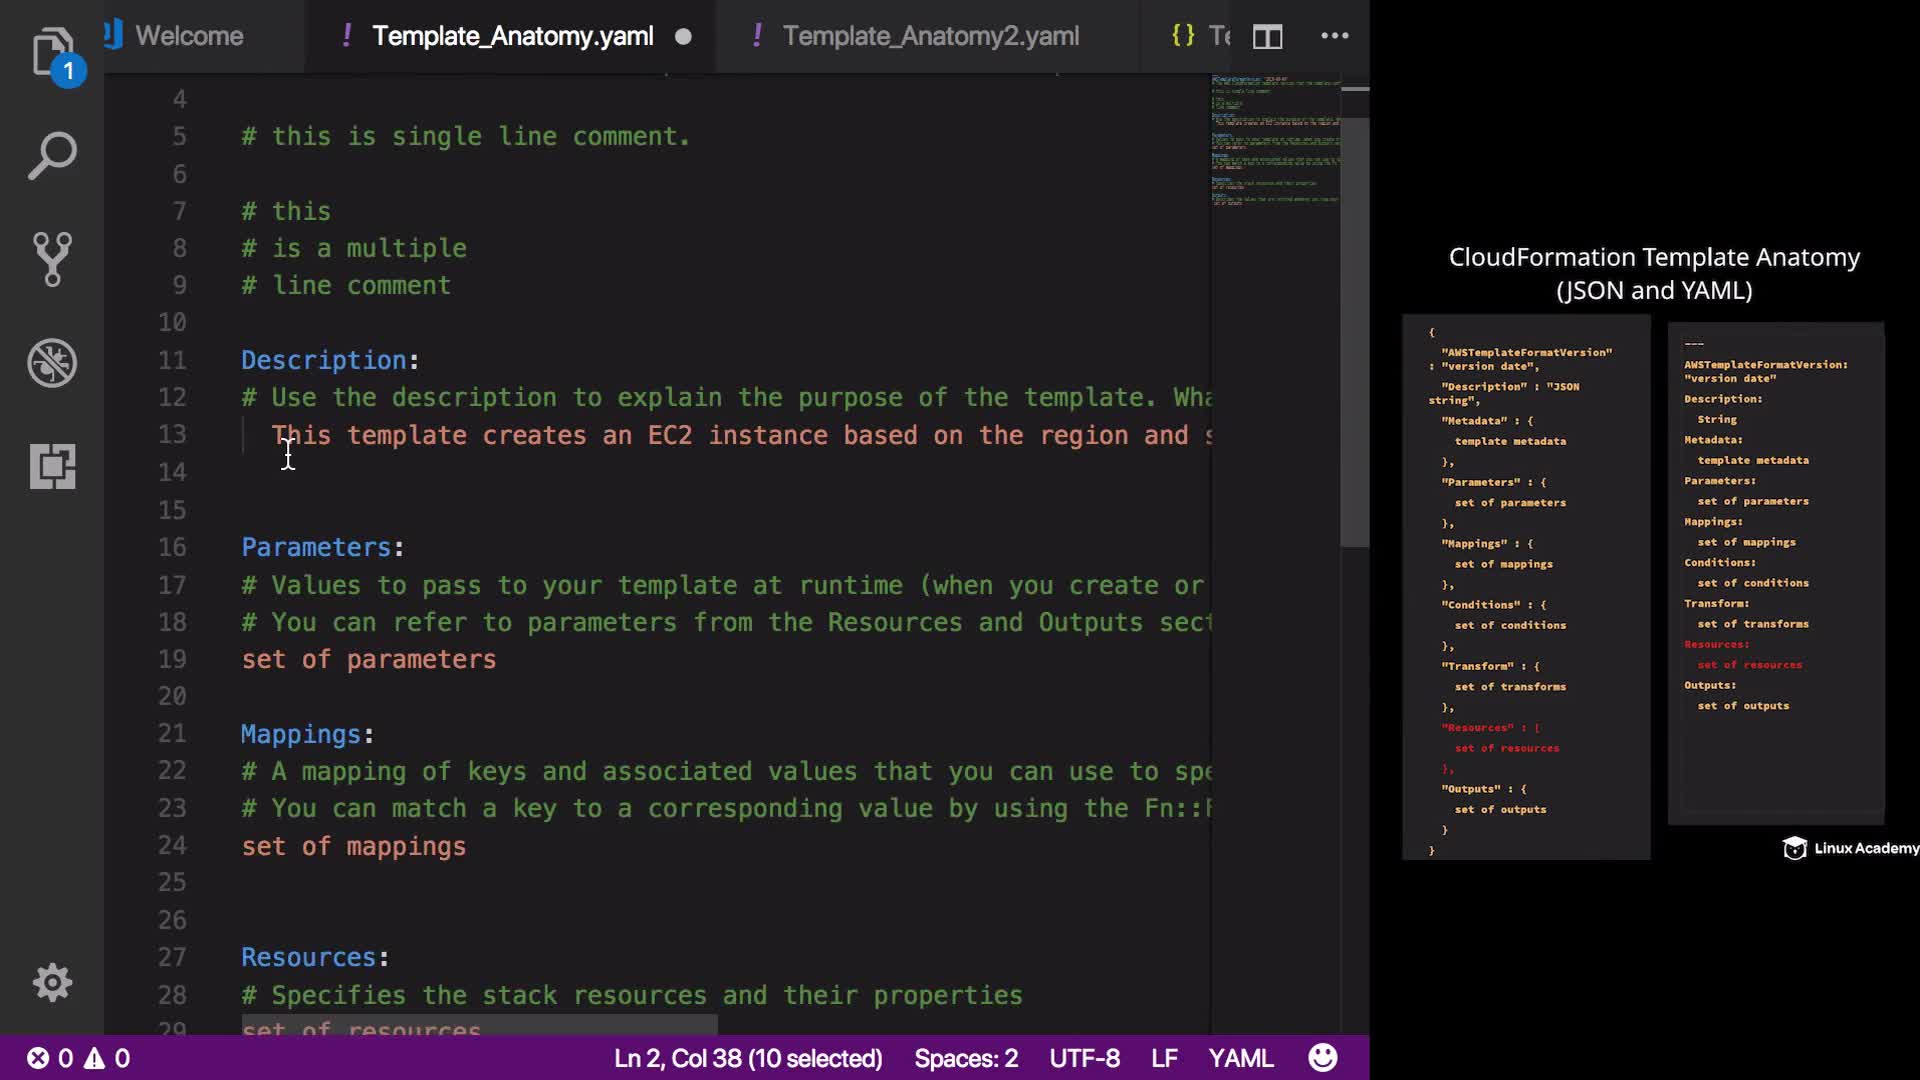 1
Welcome
! Template_Anatomy.yaml
! Template_Anatomy2.yaml
{}
4
5 # this is single line comment.
6
7 # this
8 # is a multiple
9 # line comment
10
11 Description:
12 # Use the description to explain the purpose of the template. Wha
13 This template creates an EC2 instance based on the region and s
14
15
16 Parameters:
17 # Values to pass to your template at runtime (when you create or
18 # You can refer to parameters from the Resources and Outputs sect
19 set of parameters
20
21 Mappings:
22 # A mapping of keys and associated values that you can use to spe
23 # You can match a key to a corresponding value by using the Fn::F
24 set of mappings
25
26
27 Resources:
28 # Specifies the stack resources and their properties
29 set of resources
0 0
Ln 2, Col 38 (10 selected)
Spaces: 2
UTF-8
LF
YAML
CloudFormation Template Anatomy
(JSON and YAML)
{
"AWSTemplateFormatVersion"
: "version date",
"Description" : "JSON
string",
"Metadata" : {
template metadata
},
"Parameters" : {
set of parameters
},
"Mappings" : {
set of mappings
},
"Conditions" : {
set of conditions
},
"Transform" : {
set of transforms
},
"Resources" : {
set of resources
},
"Outputs" : {
set of outputs
}
}
---
AWSTemplateFormatVersion:
"version date"
Description:
String
Metadata:
template metadata
Parameters:
set of parameters
Mappings:
set of mappings
Conditions:
set of conditions
Transform:
set of transforms
Resources:
set of resources
Outputs:
set of outputs
Linux Academy